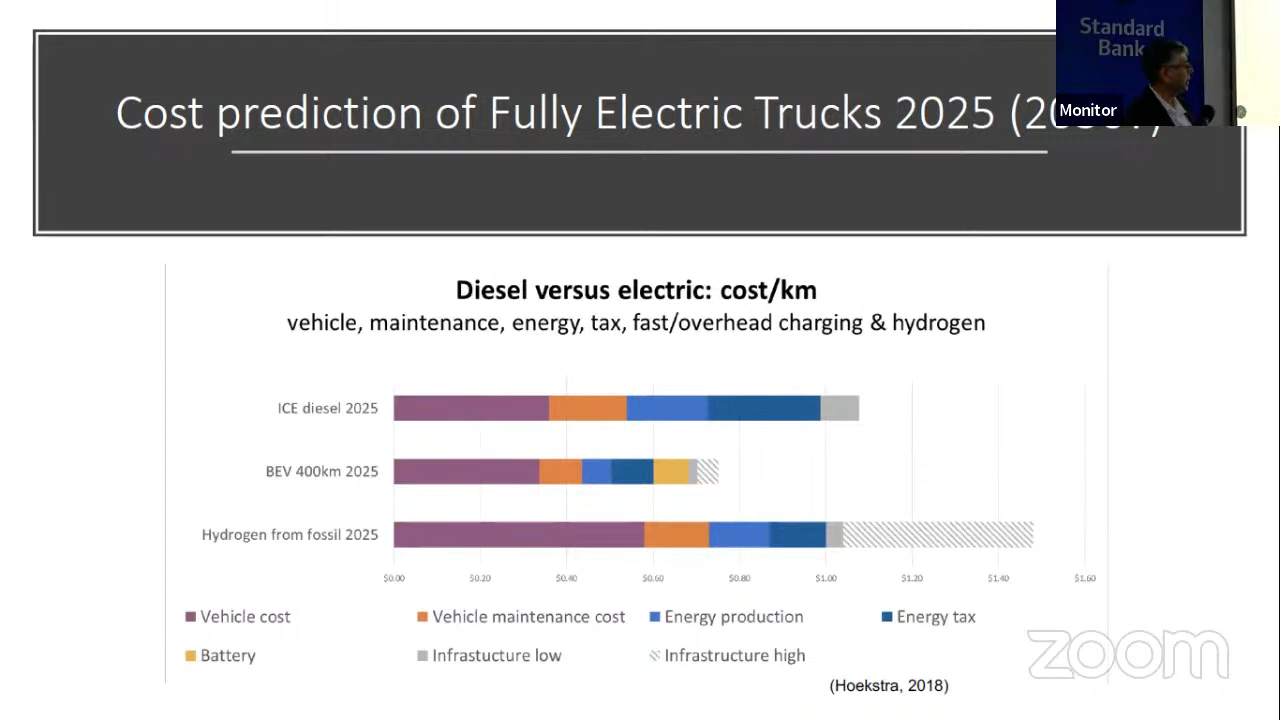 Standard
Bank
Monitor
Cost prediction of Fully Electric Trucks 2025
Diesel versus electric: cost/km
vehicle, maintenance, energy, tax, fast/overhead charging & hydrogen
ICE diesel 2025
BEV 400km 2025
Hydrogen from fossil 2025
$0.00 $0.20 $0.40 $0.60 $0.80 $1.00 $1.20 $1.40 $1.60
Vehicle cost Vehicle maintenance cost Energy production Energy tax
Battery Infrastucture low Infrastructure high
(Hoekstra, 2018)
zoom